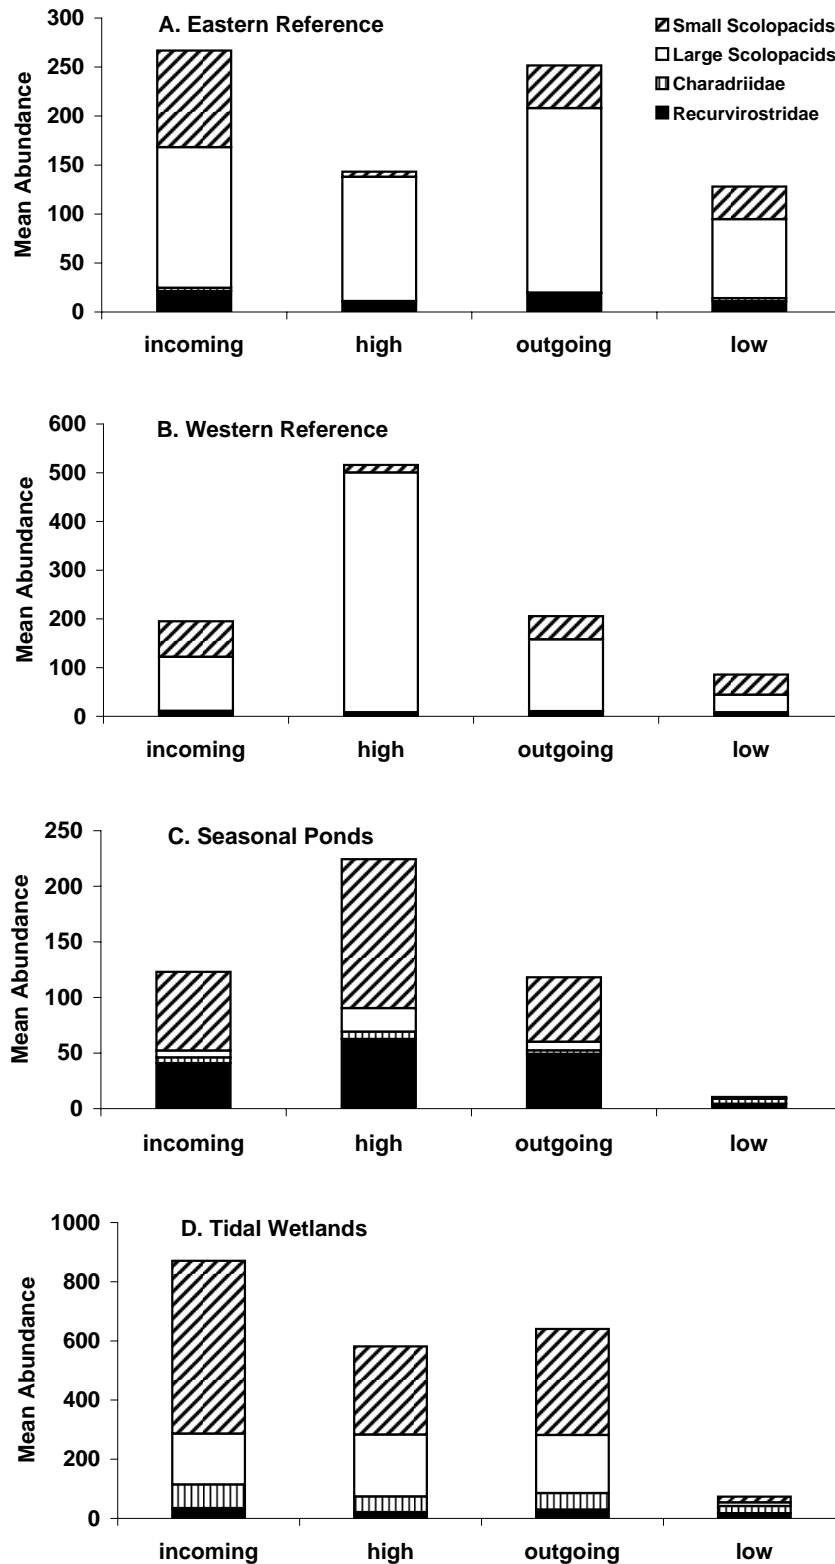 A. Eastern Reference
Small Scolopacids
Large Scolopacids
Charadriidae
Recurvirostridae
Mean Abundance
300
250
200
150
100
50
0
incoming high outgoing low
B. Western Reference
Mean Abundance
600
500
400
300
200
100
0
incoming high outgoing low
C. Seasonal Ponds
Mean Abundance
250
200
150
100
50
0
incoming high outgoing low
D. Tidal Wetlands
Mean Abundance
1000
800
600
400
200
0
incoming high outgoing low